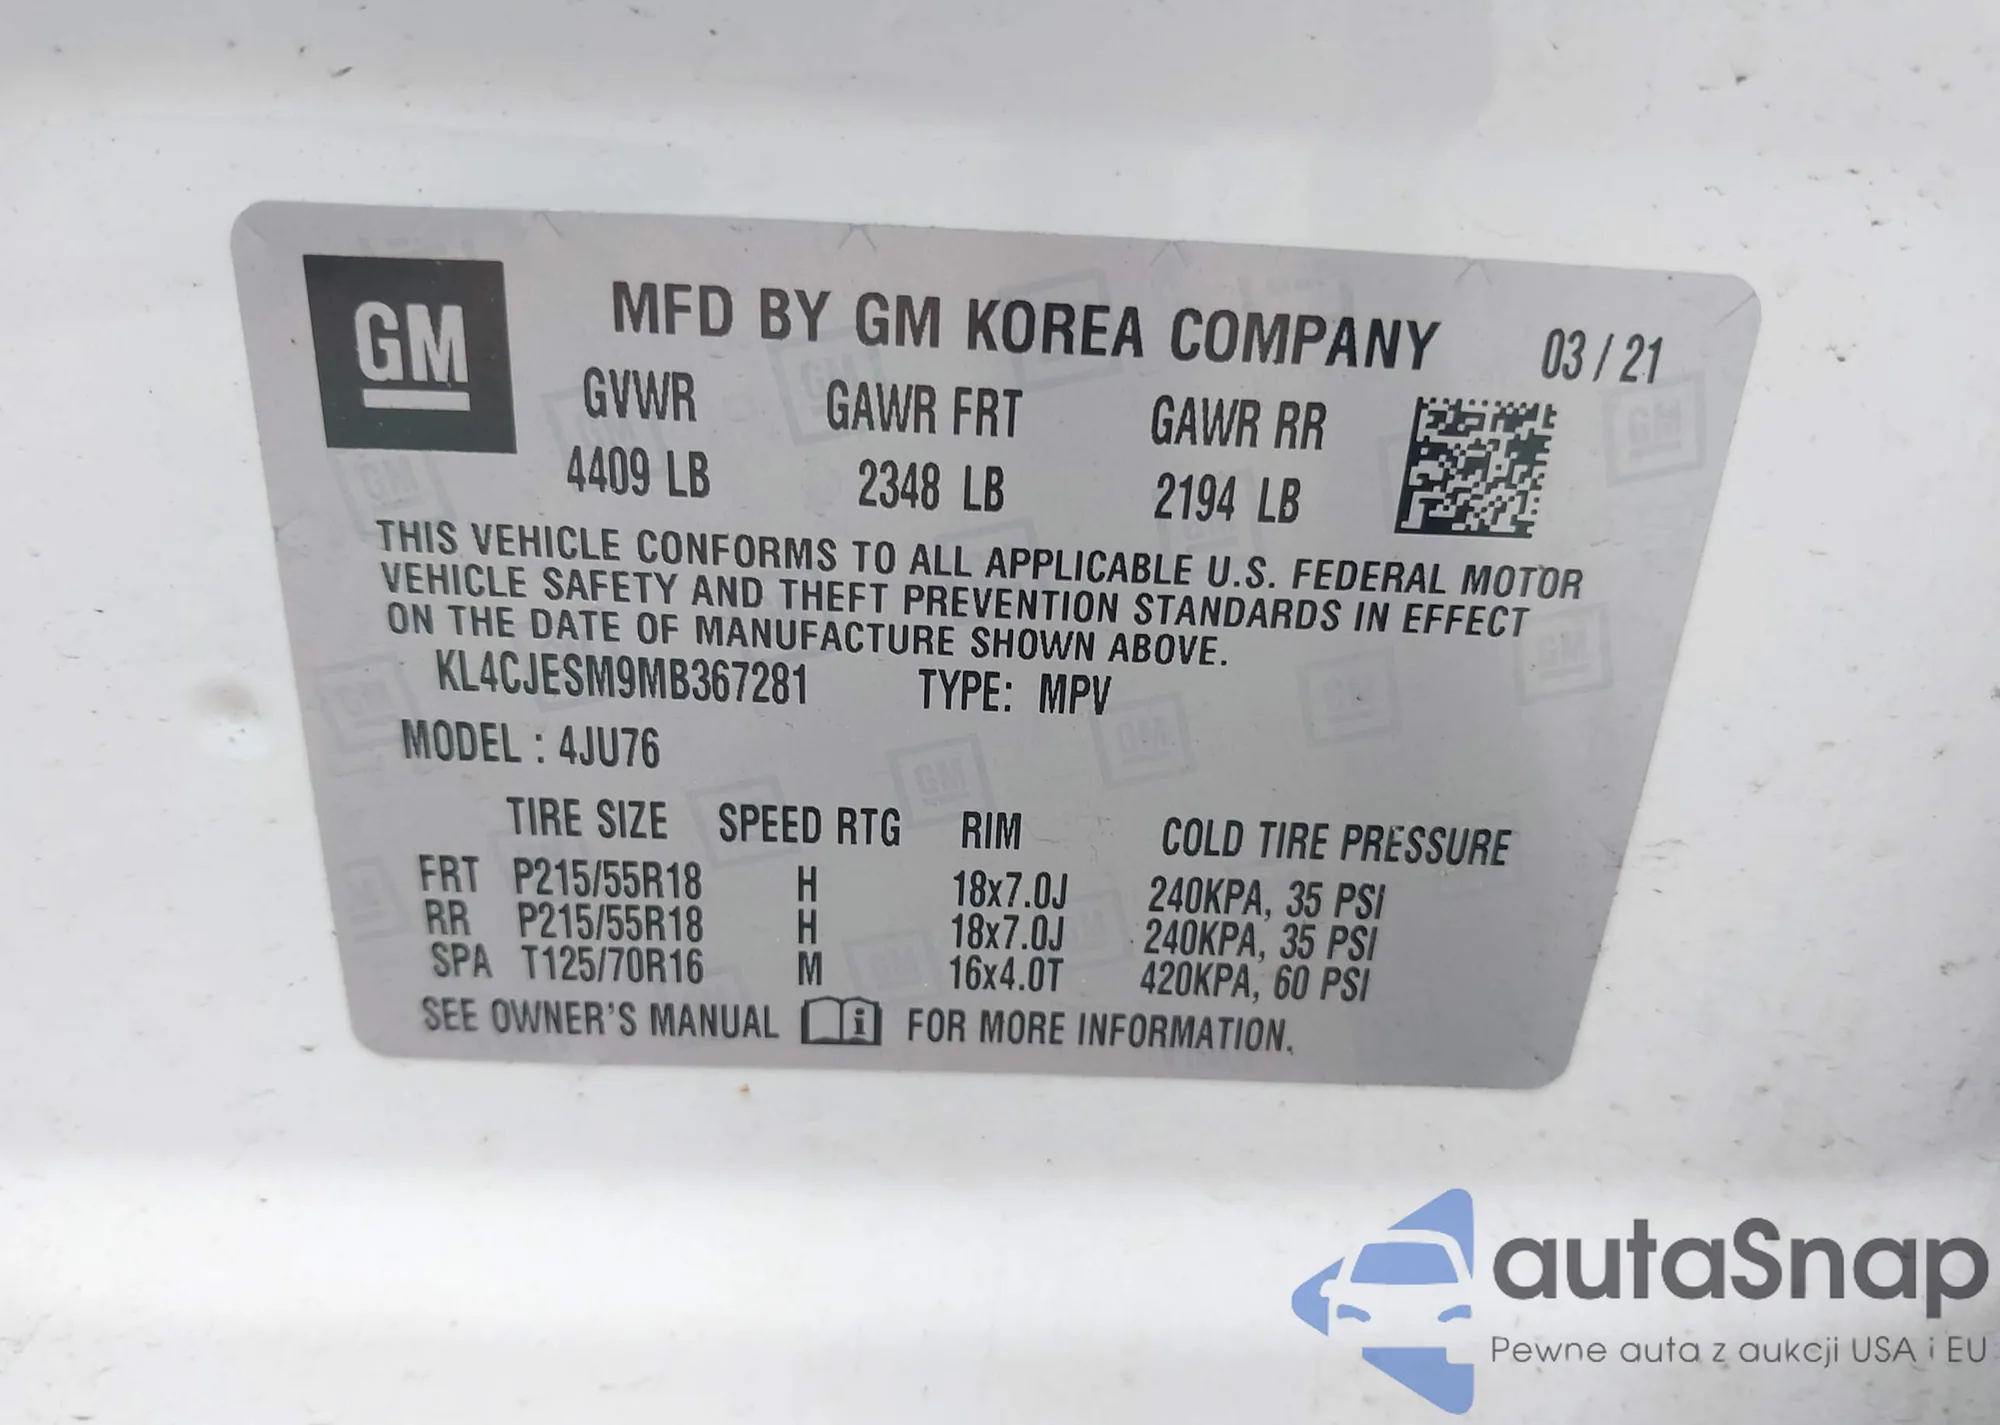 GM
MFD BY GM KOREA COMPANY 03 / 21
GVWR GAWR FRT GAWR RR
4409 LB 2348 LB 2194 LB
THIS VEHICLE CONFORMS TO ALL APPLICABLE U.S. FEDERAL MOTOR
VEHICLE SAFETY AND THEFT PREVENTION STANDARDS IN EFFECT
ON THE DATE OF MANUFACTURE SHOWN ABOVE.
KL4CJESM9MB367281 TYPE: MPV
MODEL : 4JU76
TIRE SIZE SPEED RTG RIM COLD TIRE PRESSURE
FRT P215/55R18 H 18x7.0J 240KPA, 35 PSI
RR P215/55R18 H 18x7.0J 240KPA, 35 PSI
SPA T125/70R16 M 16x4.0T 420KPA, 60 PSI
SEE OWNER'S MANUAL i FOR MORE INFORMATION.
autaSnap
Pewne auta z aukcji USA i EU